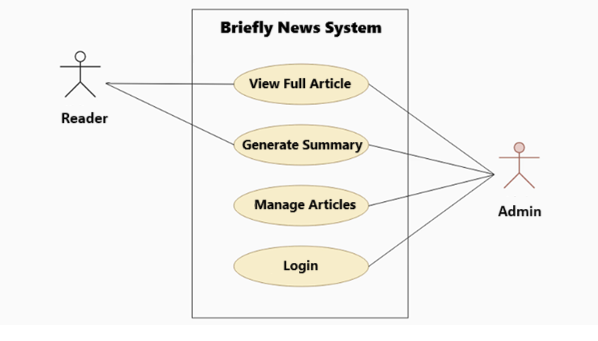 Briefly News System
View Full Article
Reader
Generate Summary
Manage Articles
Admin
Login